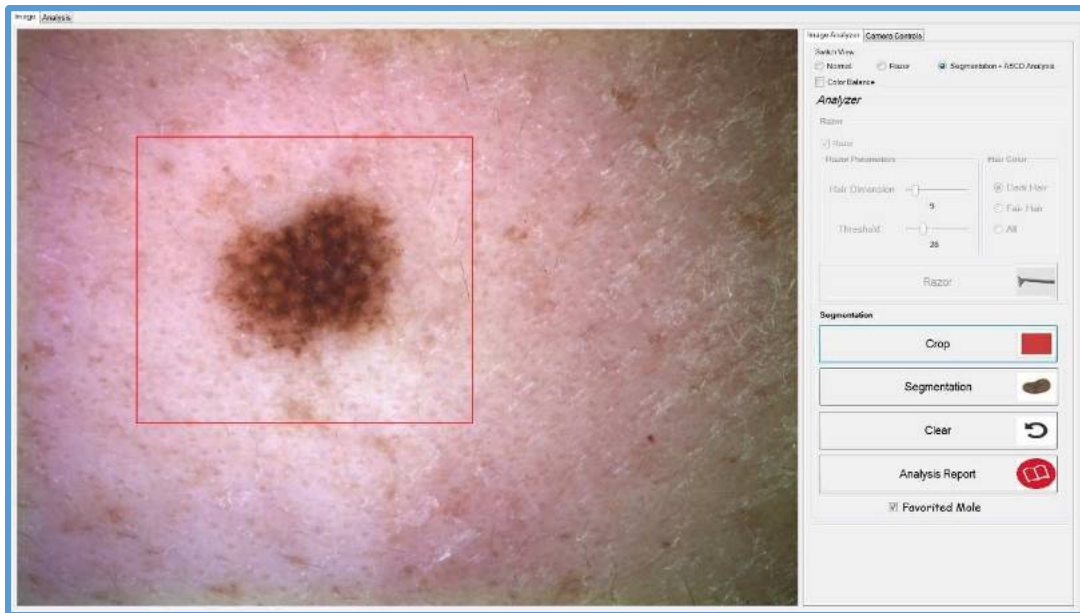 Image Analysis
Image Analyzer Camera Controls
Switch View
Normal Razor Segmentation + ABCD Analysis
Color Balance
Analyzer
Razor
Razor
Razor Parameters Hair Color
Hair Dimension Dark Hair
9
Fair Hair
Threshold All
26
Razor
Segmentation
Crop
Segmentation
Clear
Analysis Report
Favorited Mole